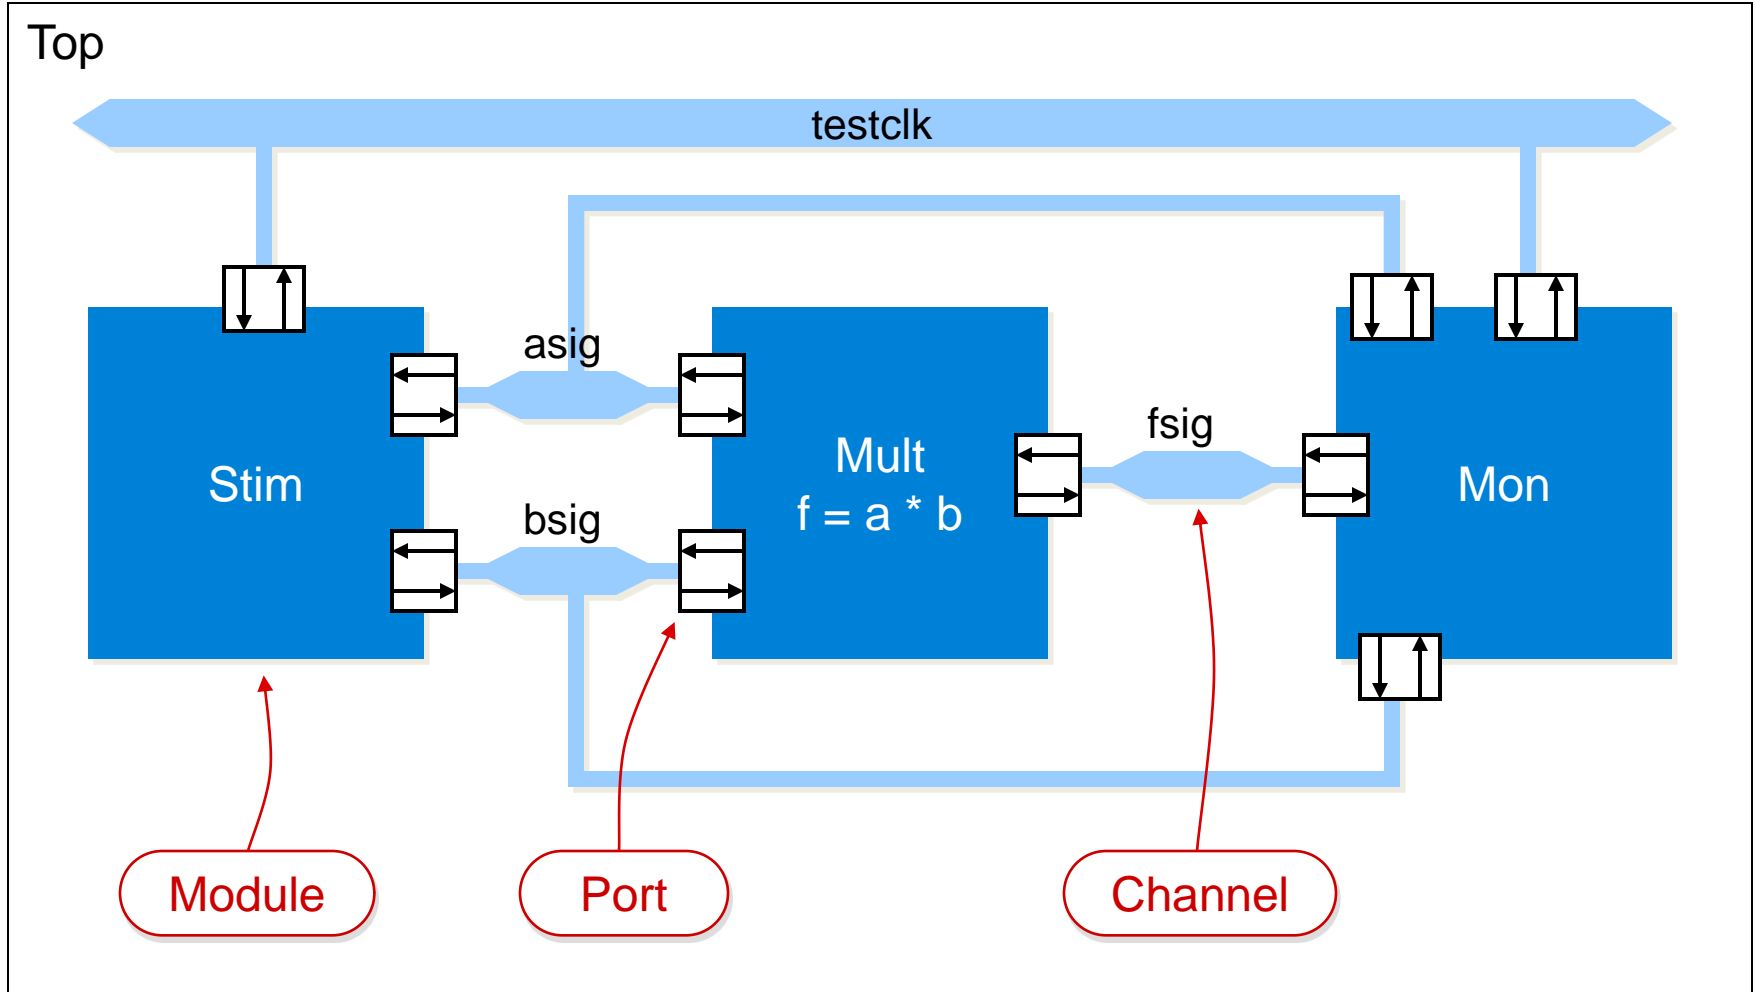 Top
testclk
asig
fsig
Stim
Mult
f = a * b
Mon
bsig
Module
Port
Channel